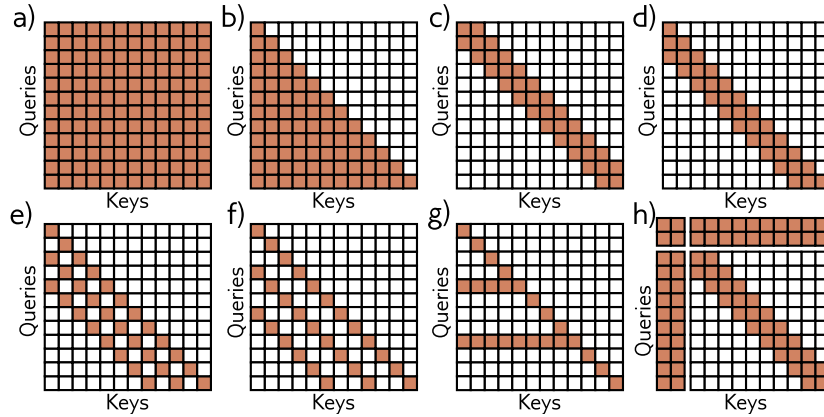 a)
b)
c)
d)
Queries
Queries
Queries
Queries
Keys
Keys
Keys
Keys
e)
f)
g)
h)
Queries
Queries
Queries
Queries
Keys
Keys
Keys
Keys